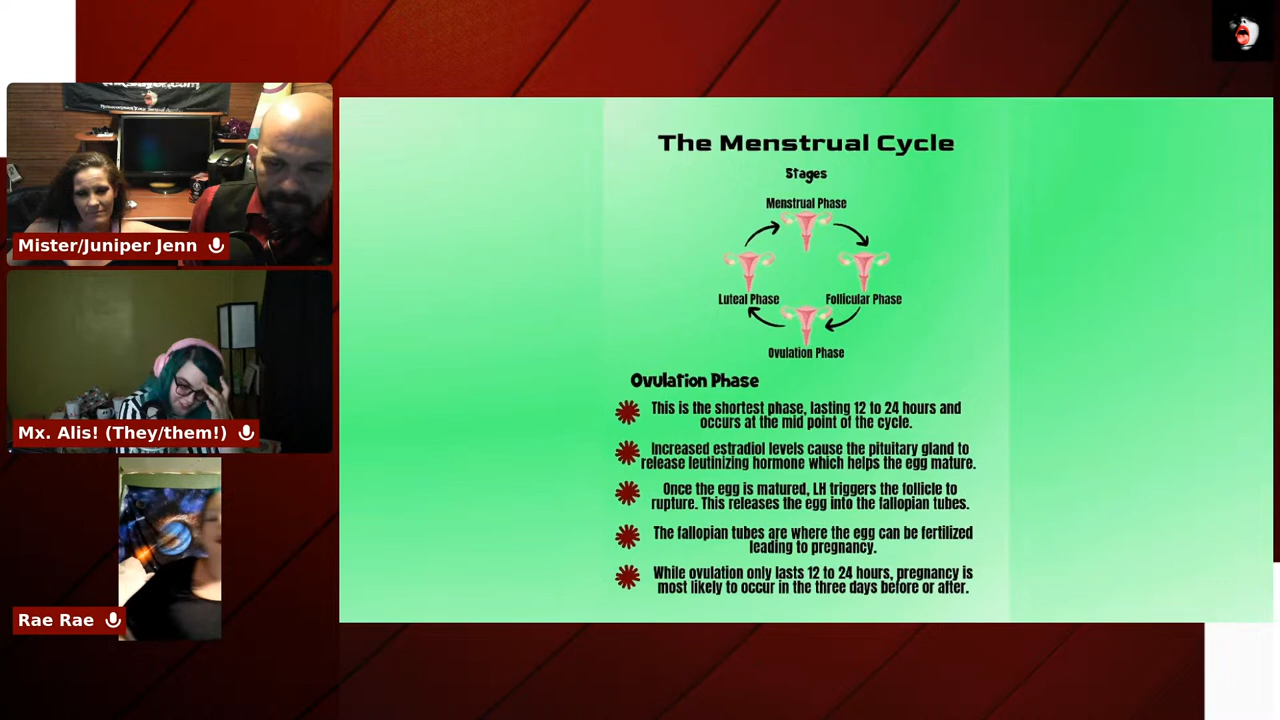 Mister/Juniper Jenn
Mx. Alis! (They/them!)
Rae Rae
The Menstrual Cycle
Stages
Menstrual Phase
Luteal Phase
Follicular Phase
Ovulation Phase
Ovulation Phase
This is the shortest phase, lasting 12 to 24 hours and
occurs at the mid point of the cycle.
Increased estradiol levels cause the pituitary gland to
release leutinizing hormone which helps the egg mature.
Once the egg is matured, LH triggers the follicle to
rupture. This releases the egg into the fallopian tubes.
The fallopian tubes are where the egg can be fertilized
leading to pregnancy.
While ovulation only lasts 12 to 24 hours, pregnancy is
most likely to occur in the three days before or after.